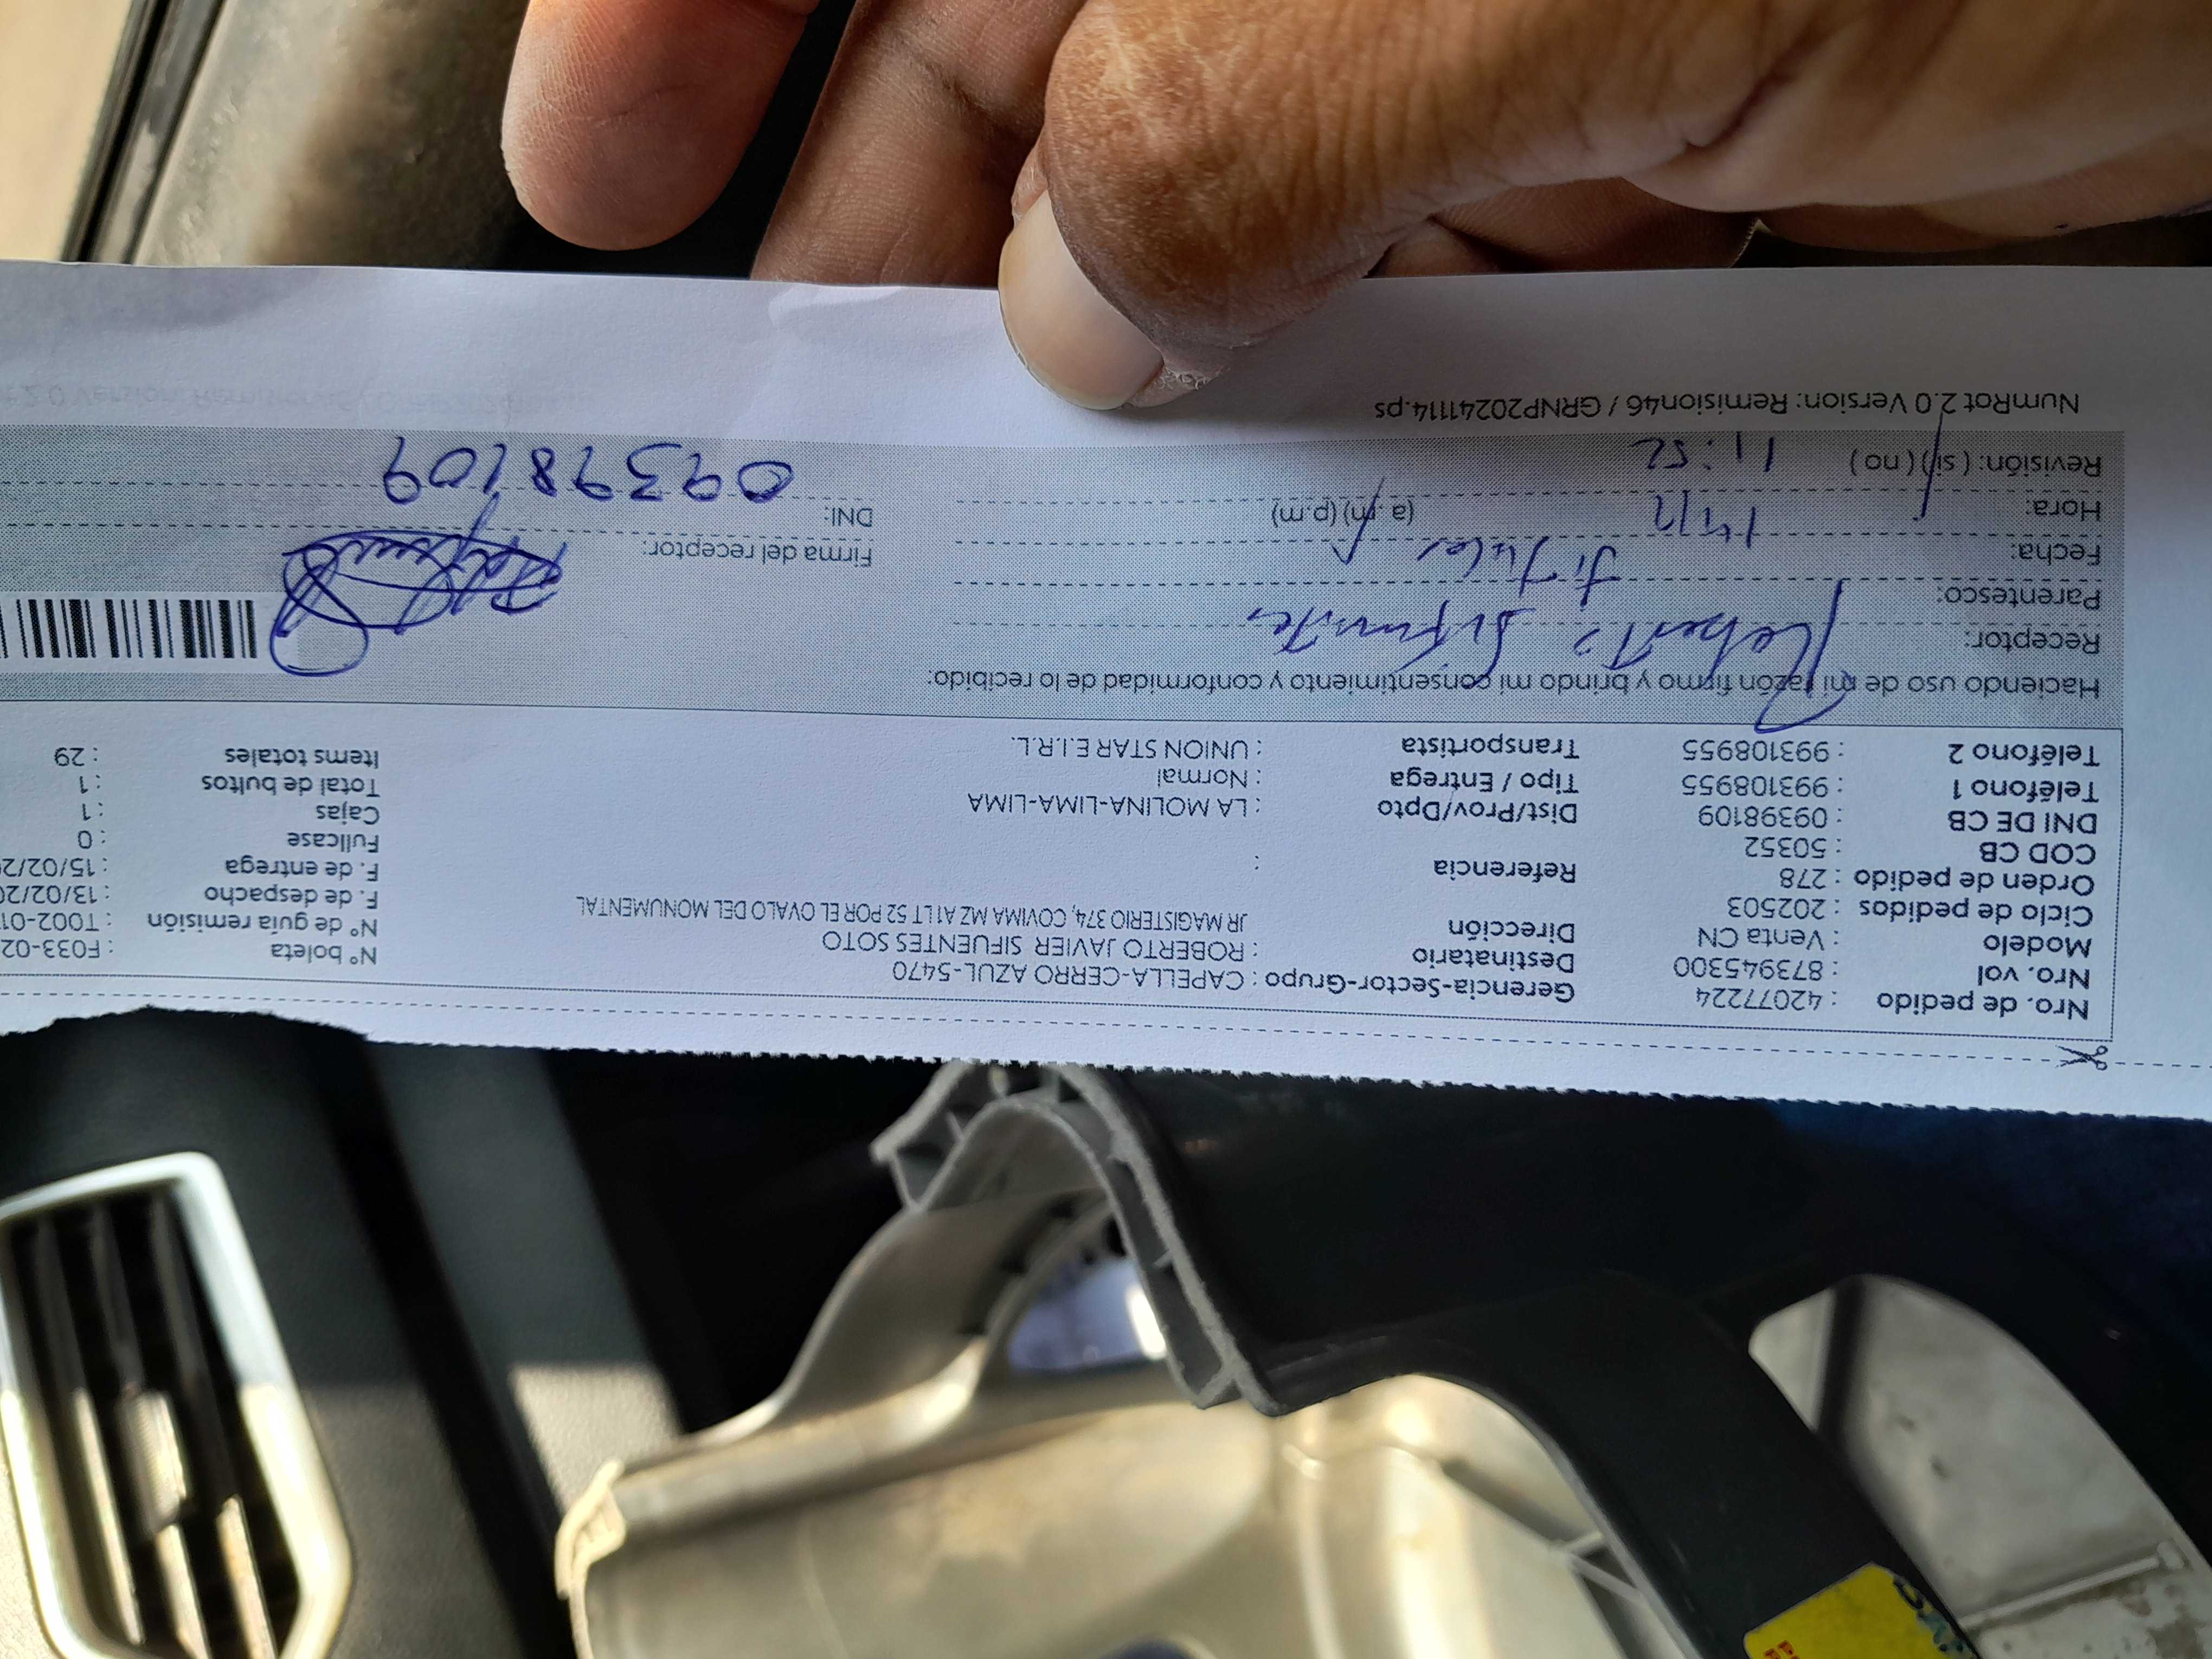 Nro. de pedido : 42077224 Gerencia-Sector-Grupo : CAPELLA-CERRO AZUL-5470 N° boleta : F033-02
Nro. vol : 873945300 Destinatario : ROBERTO JAVIER SIFUENTES SOTO N° de guía remisión : T002-01
Modelo : Venta CN Dirección JR MAGISTERIO 374, COVIMA MZ A1 LT 52 POR EL OVALO DEL MONUMENTAL F. de despacho : 13/02/20
Ciclo de pedidos : 202503 F. de entrega : 15/02/2
Orden de pedido : 278 Referencia : Fullcase : 0
COD CB : 50352 Cajas : 1
DNI DE CB : 09398109 Dist/Prov/Dpto : LA MOLINA-LIMA-LIMA Total de bultos : 1
Teléfono 1 : 993108955 Tipo / Entrega : Normal Items totales : 29
Teléfono 2 : 993108955 Transportista : UNION STAR E.I.R.L.
Haciendo uso de mi razón firmo y brindo mi consentimiento y conformidad de lo recibido:
Receptor: Roberto Sifuentes
Parentesco: Titular
Fecha: 14/2 Firma del receptor:
Hora: (a.m) (p.m) DNI: 09398109
Revisión: ( si ) ( no ) 11:52
NumRot 2.0 Version: Remision46 / GRNP20241114.ps